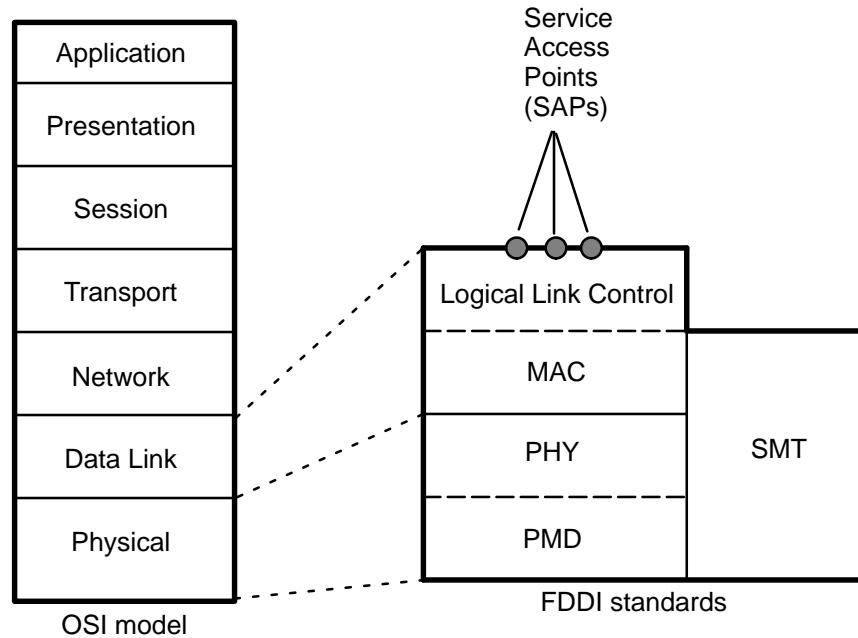 Application
Presentation
Session
Transport
Network
Data Link
Physical
OSI model
Service
Access
Points
(SAPs)
Logical Link Control
MAC
PHY
PMD
SMT
FDDI standards